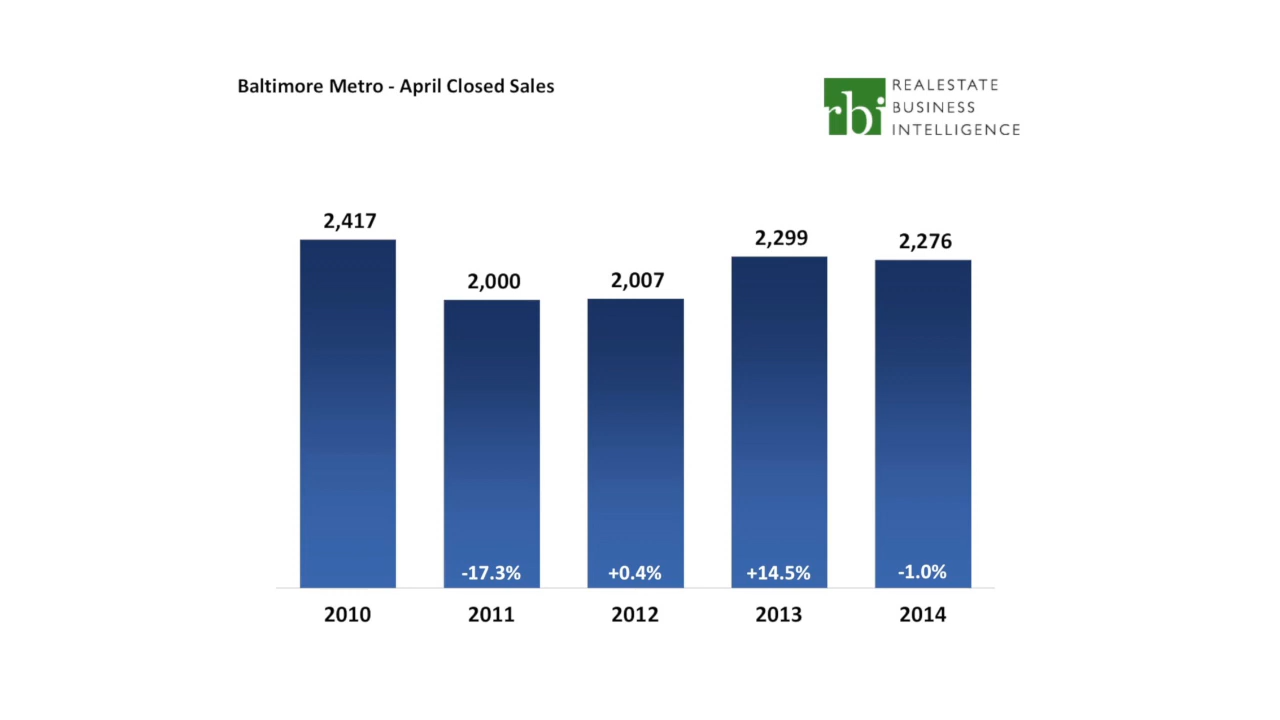 Baltimore Metro - April Closed Sales
rbi
REALESTATE
BUSINESS
INTELLIGENCE
2,417
2,000
2,007
2,299
2,276
-17.3%
+0.4%
+14.5%
-1.0%
2010
2011
2012
2013
2014